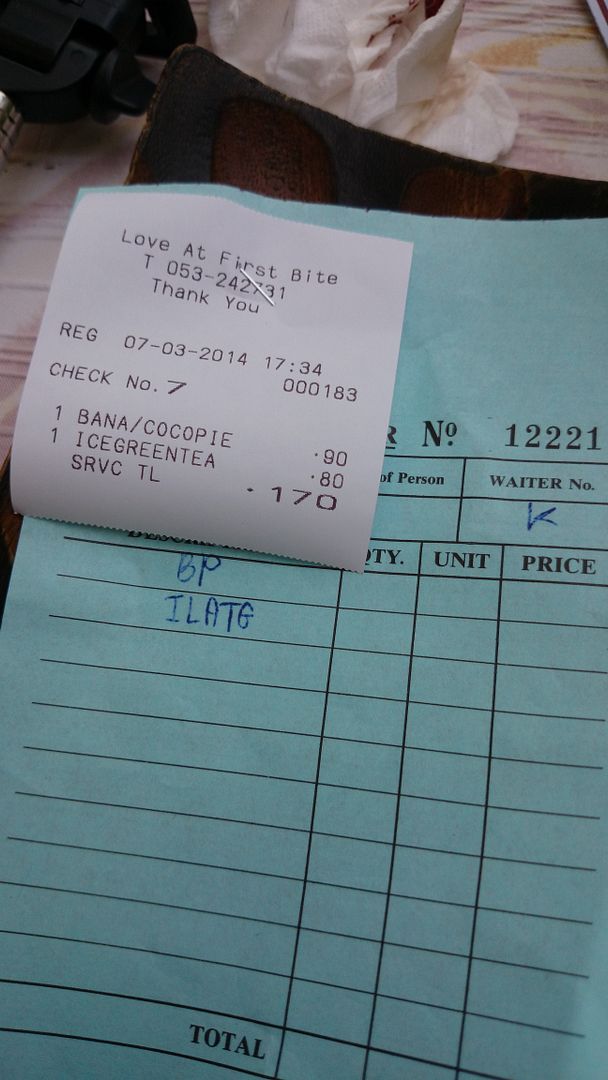 Love At First Bite
T 053-242731
Thank You
REG 07-03-2014 17:34
CHECK No. 7 000183
1 BANA/COCOPIE ·90
1 ICEGREENTEA ·80
SRVC TL ·170
R Nº 12221
of Person WAITER No.
K
QTY. UNIT PRICE
BP
ILATG
TOTAL